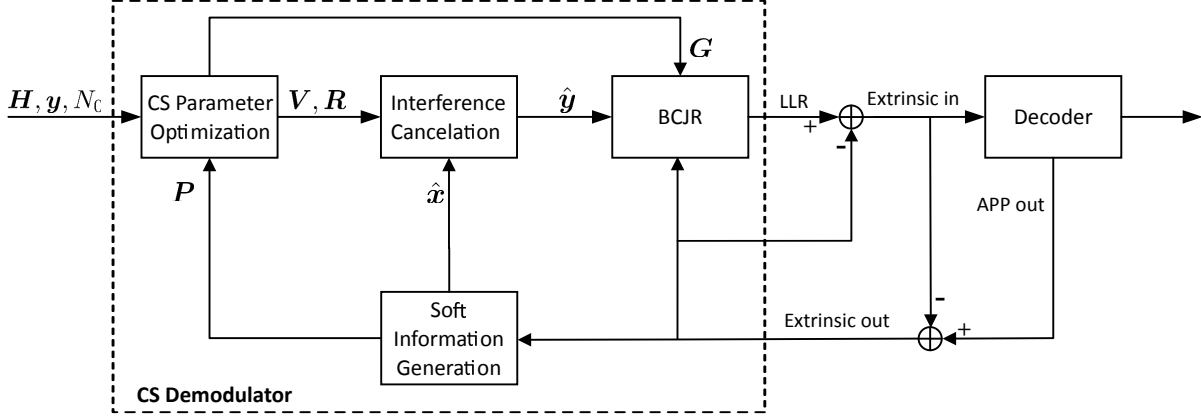 G
H, y, N₀
CS Parameter
Optimization
V, R
Interference
Cancelation
ŷ
BCJR
LLR
+
-
Extrinsic in
Decoder
P
x̂
APP out
Soft
Information
Generation
Extrinsic out
-
+
CS Demodulator